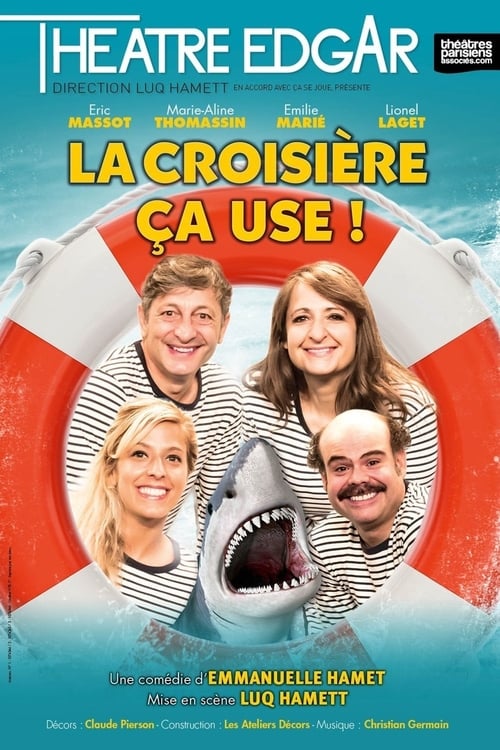 THEATRE EDGAR
théâtres
parisiens
associés.com
DIRECTION LUQ HAMETT EN ACCORD AVEC ÇA SE JOUE, PRÉSENTE
Eric MASSOT
Marie-Aline THOMASSIN
Emilie MARIÉ
Lionel LAGET
LA CROISIÈRE
ÇA USE !
Une comédie d'EMMANUELLE HAMET
Mise en scène LUQ HAMETT
Décors : Claude Pierson - Construction : Les Ateliers Décors - Musique : Christian Germain